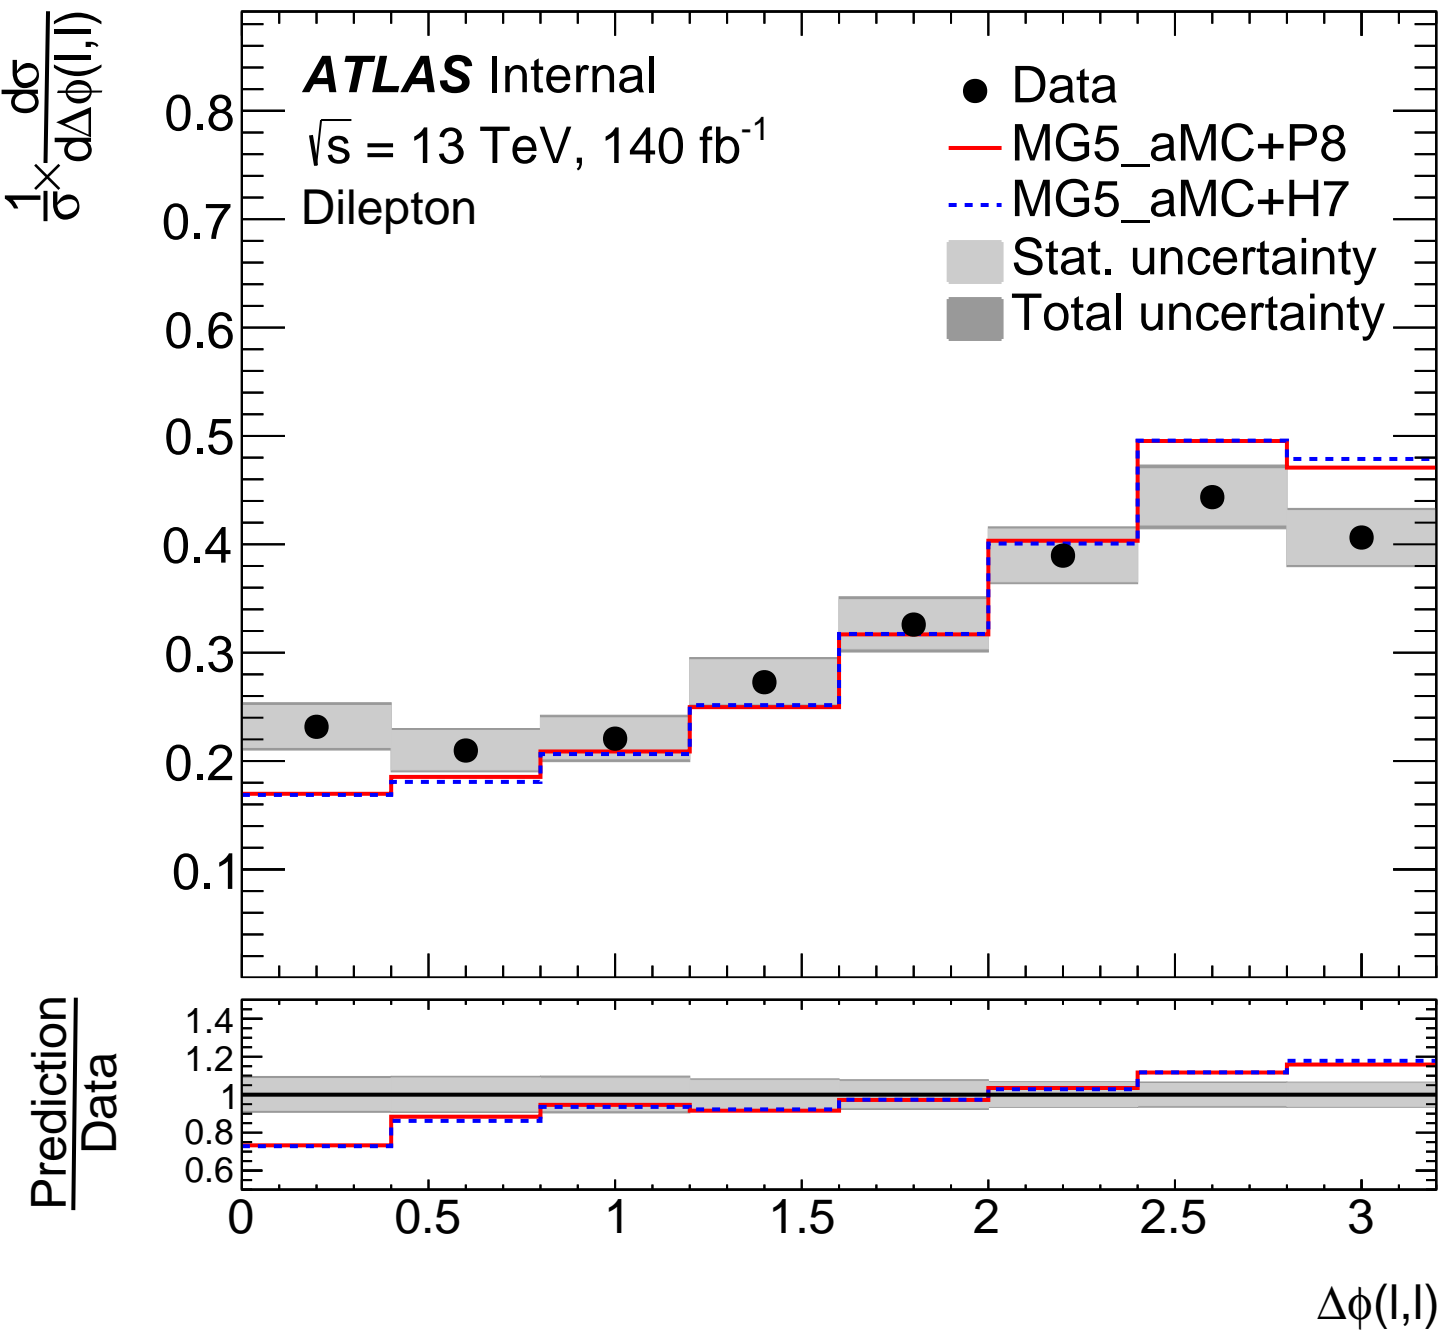 1/σ × dσ/dΔϕ(l,l)
ATLAS Internal
√s = 13 TeV, 140 fb⁻¹
Dilepton
Data
MG5_aMC+P8
MG5_aMC+H7
Stat. uncertainty
Total uncertainty
0.8
0.7
0.6
0.5
0.4
0.3
0.2
0.1
Prediction
Data
1.4
1.2
1
0.8
0.6
0 0.5 1 1.5 2 2.5 3
Δϕ(l,l)